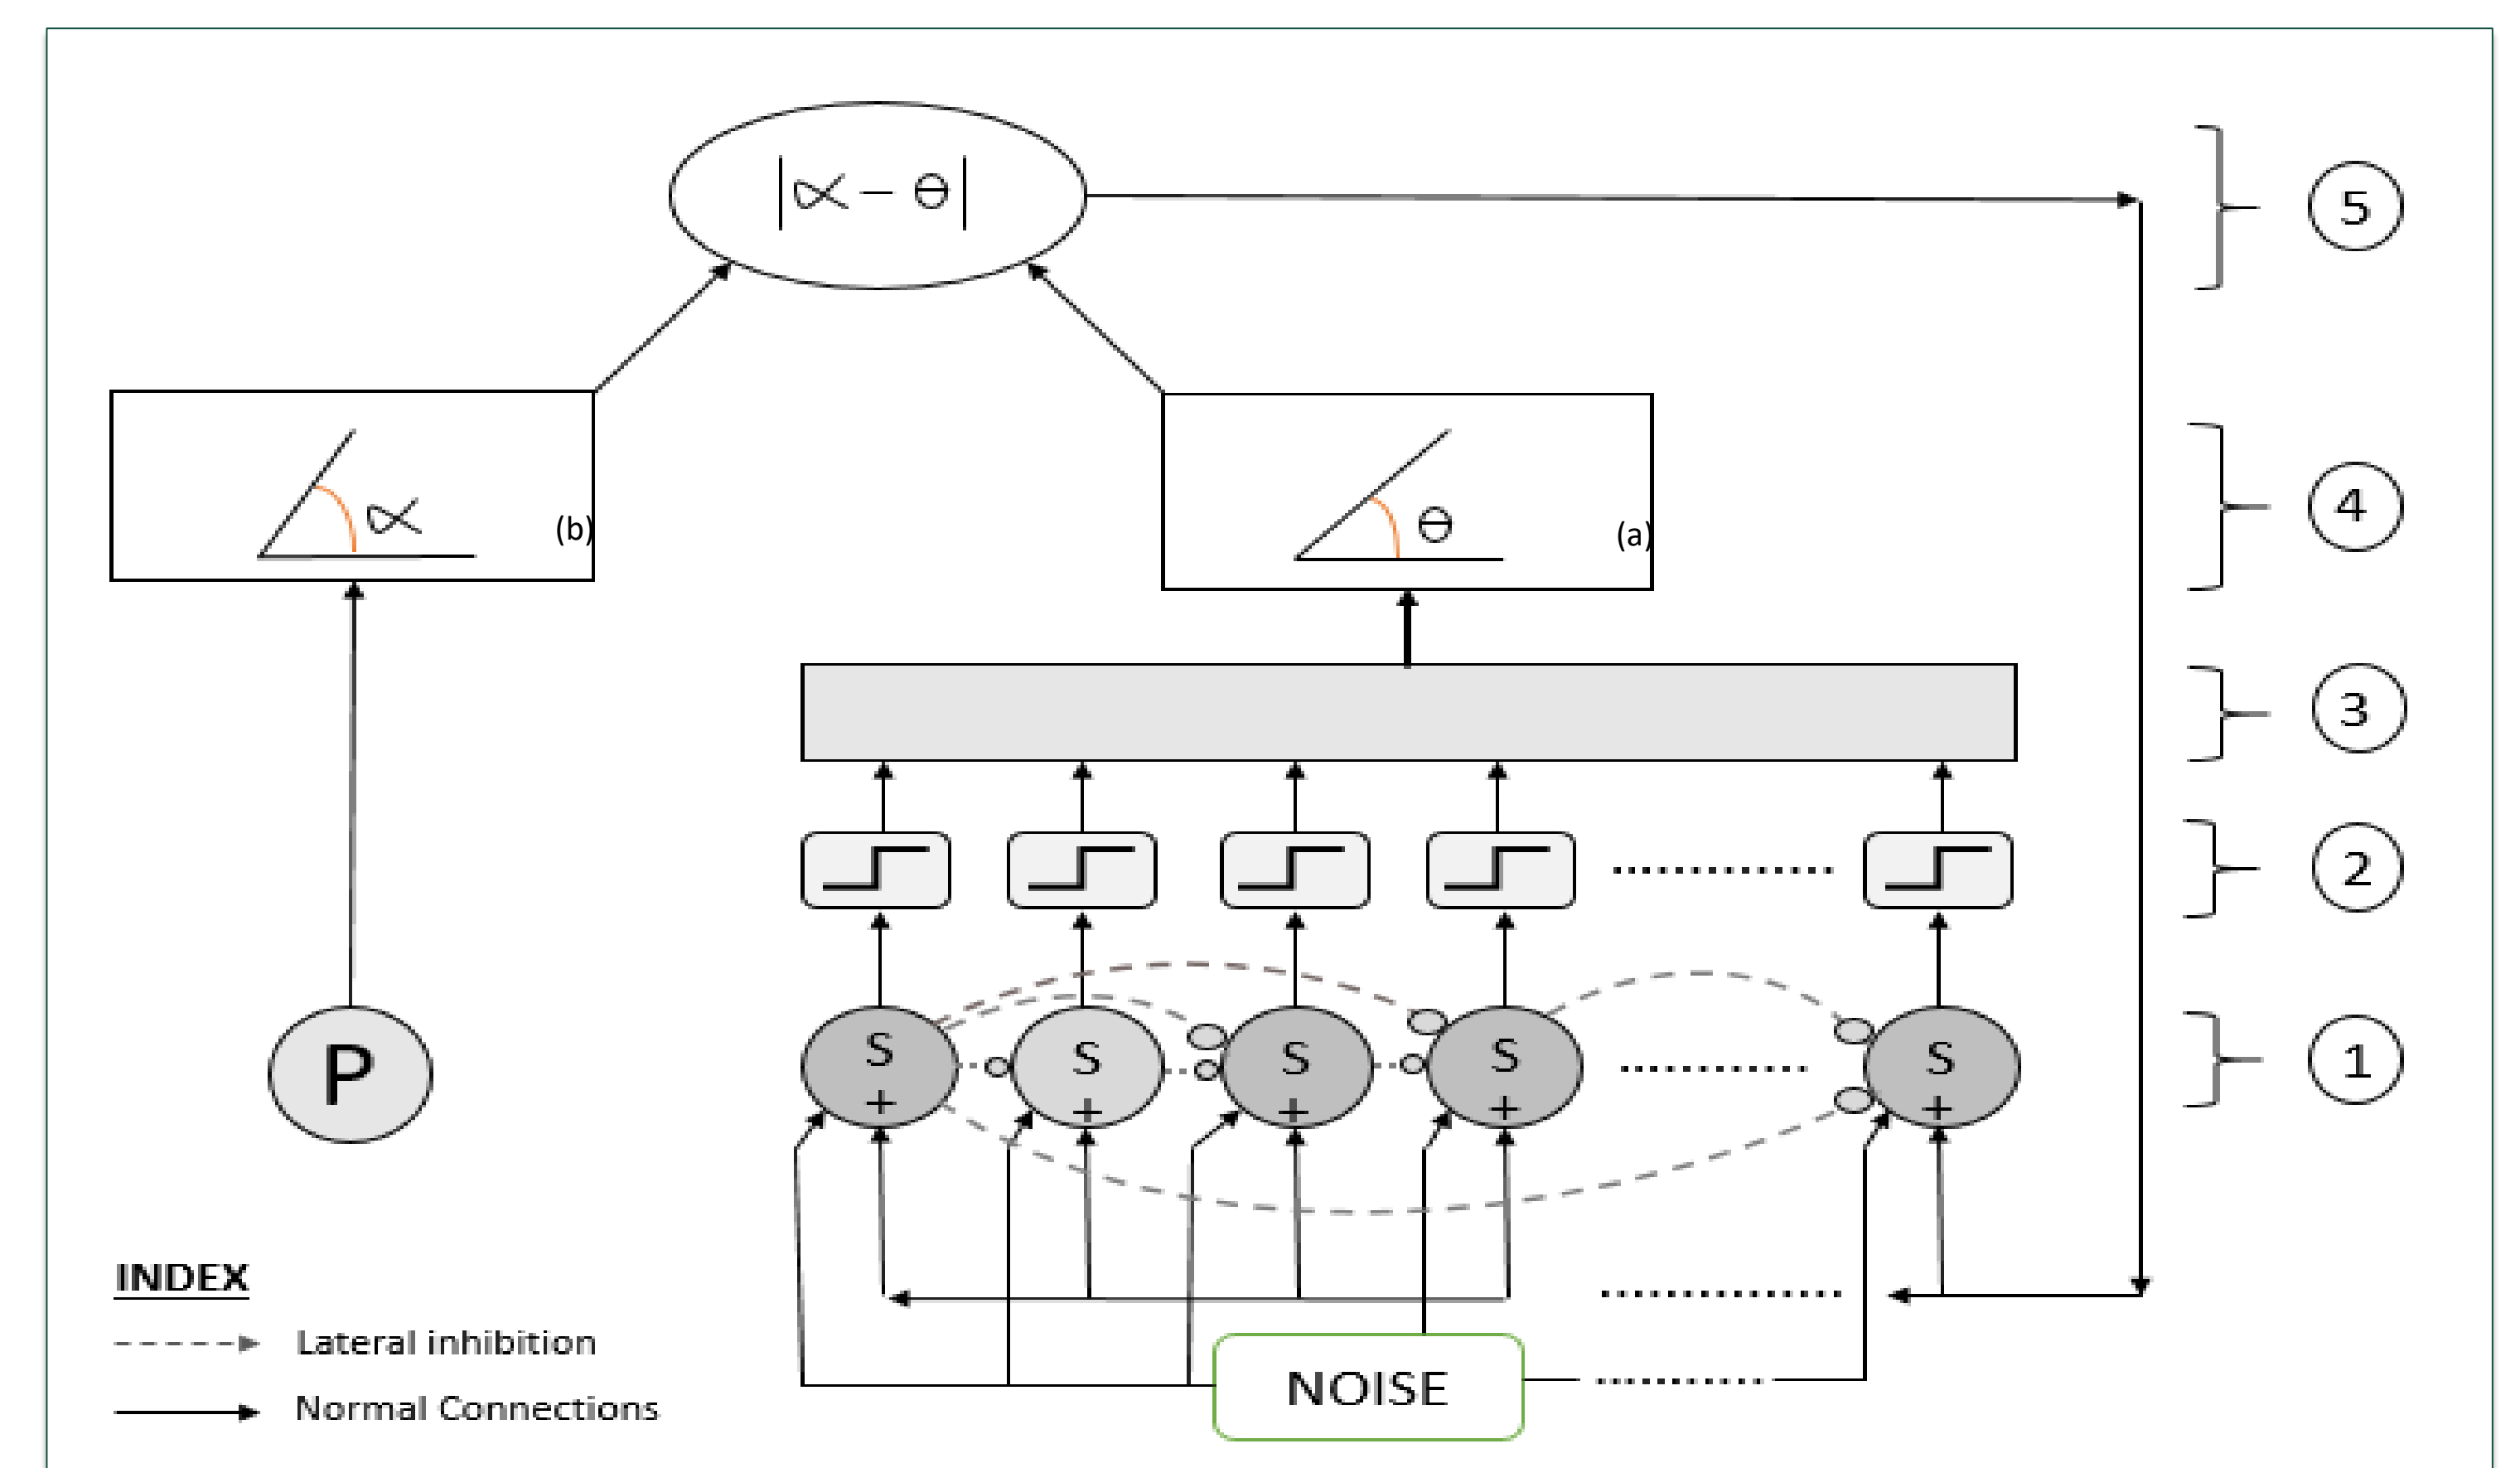 |∝ − θ|
5
∝
(b)
θ
(a)
4
3
2
P
S
+
S
+
S
+
S
+
S
+
1
INDEX
Lateral inhibition
Normal Connections
NOISE